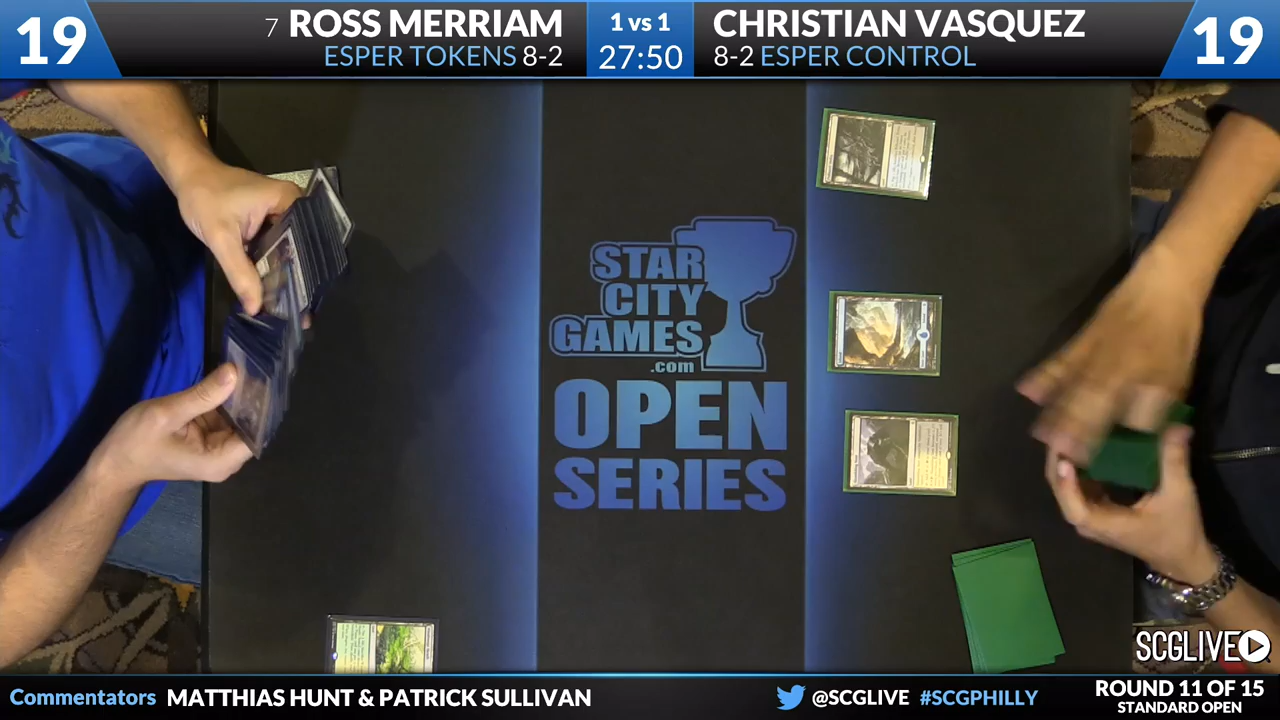 19
7 ROSS MERRIAM
ESPER TOKENS 8-2
1 vs 1
27:50
CHRISTIAN VASQUEZ
8-2 ESPER CONTROL
19
STAR
CITY
GAMES
.com
OPEN
SERIES
SCGLIVE
Commentators MATTHIAS HUNT & PATRICK SULLIVAN
@SCGLIVE #SCGPHILLY
ROUND 11 OF 15
STANDARD OPEN